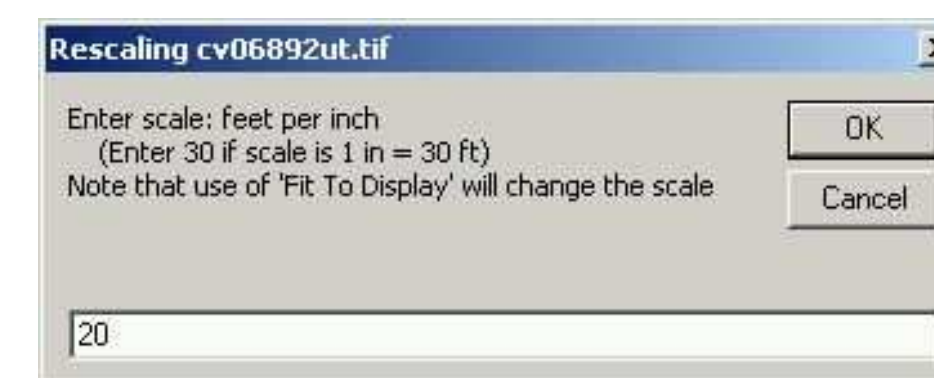 Rescaling cv06892ut.tif
Enter scale: feet per inch
(Enter 30 if scale is 1 in = 30 ft)
Note that use of 'Fit To Display' will change the scale
OK
Cancel
20